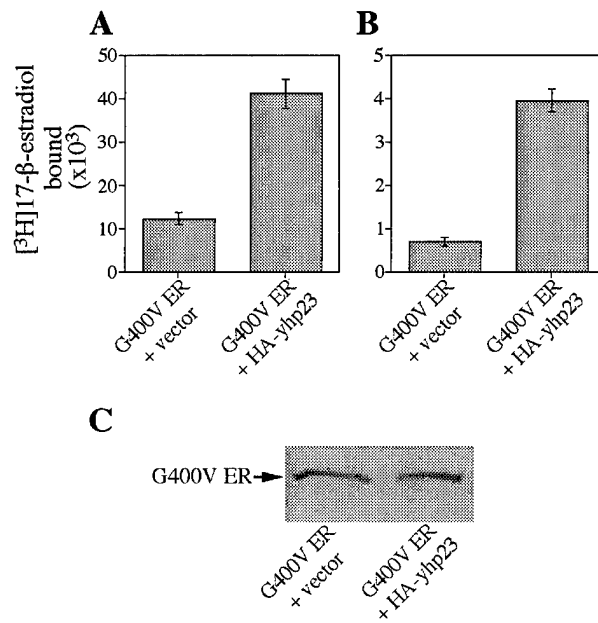 A
B
[³H]17-β-estradiol
bound
(x10³)
50
40
30
20
10
0
G400V ER
+ vector
G400V ER
+ HA-yhp23
5
4
3
2
1
0
G400V ER
+ vector
G400V ER
+ HA-yhp23
C
G400V ER
G400V ER
+ vector
G400V ER
+ HA-yhp23